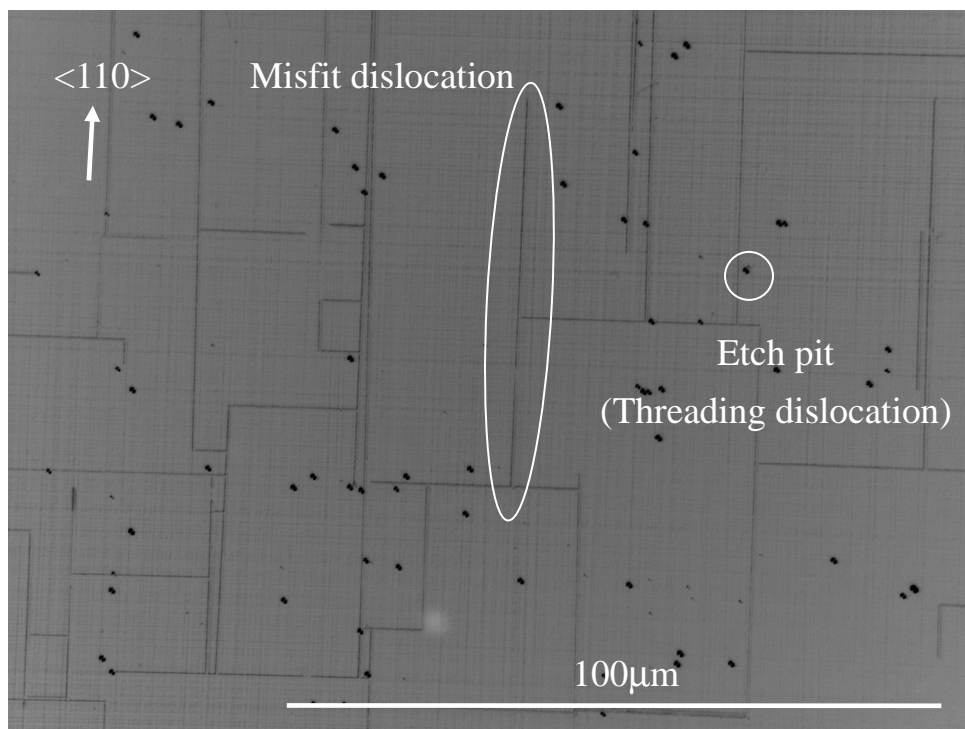 <110>
Misfit dislocation
Etch pit
(Threading dislocation)
100μm